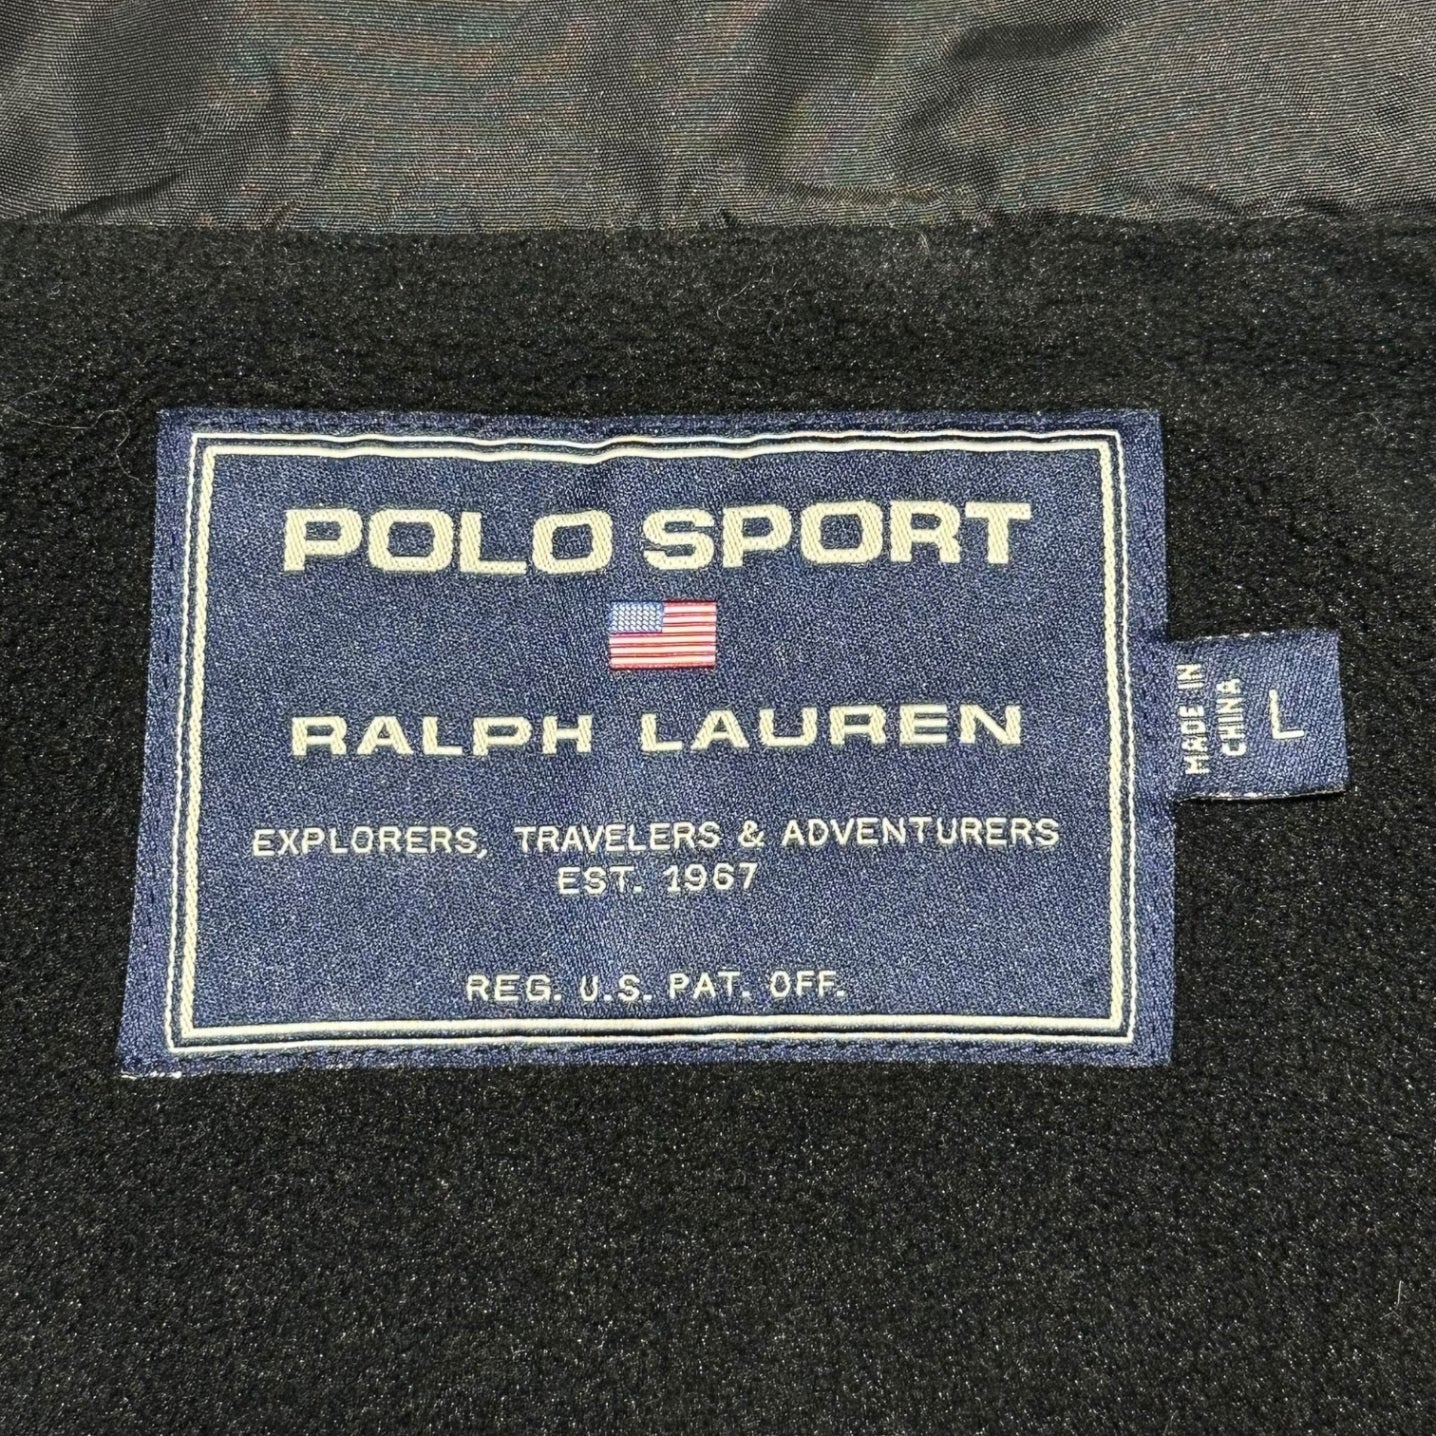 POLO SPORT
RALPH LAUREN
EXPLORERS, TRAVELERS & ADVENTURERS
EST. 1967
REG. U.S. PAT. OFF.
MADE IN
CHINA
L